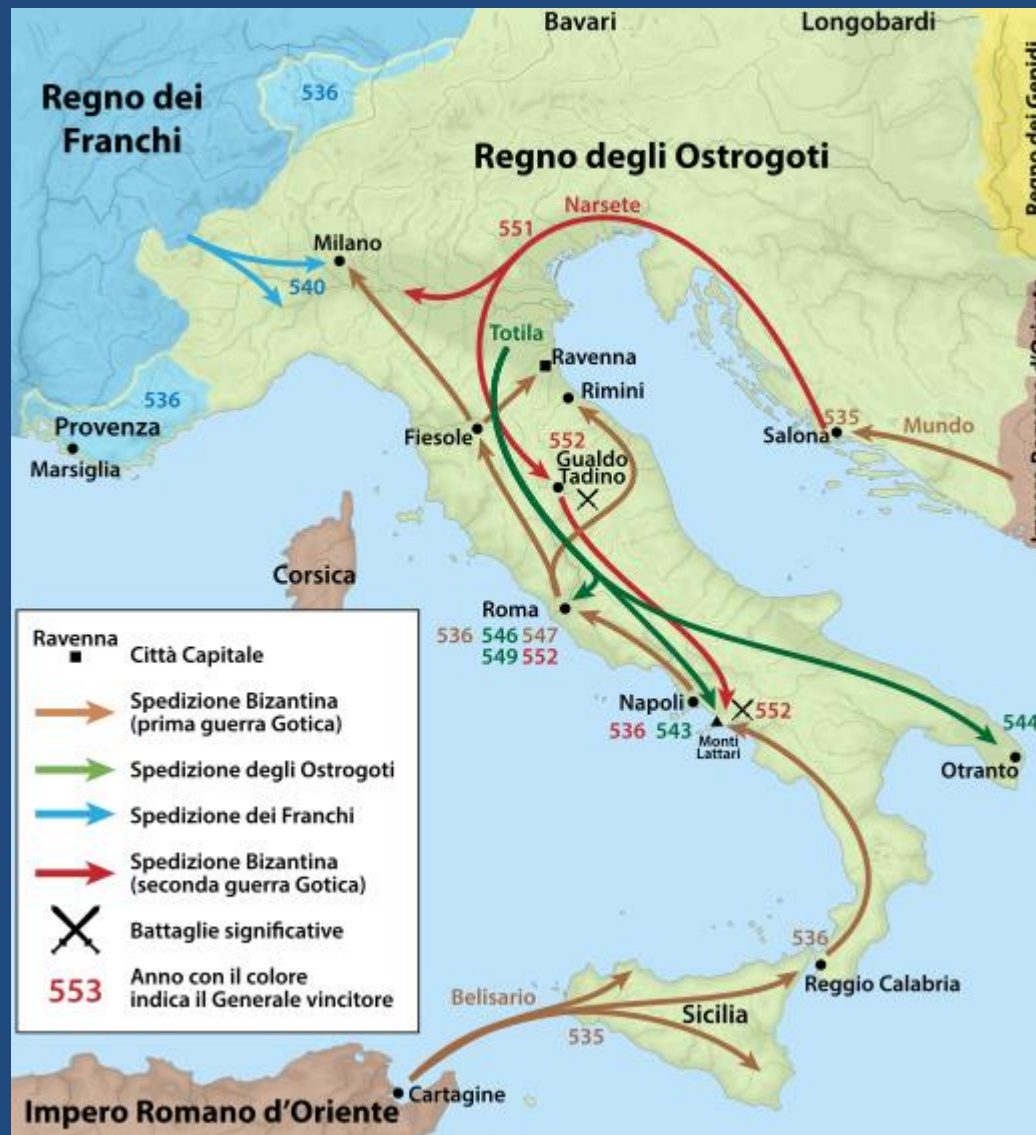 Bavari
Longobardi
Regno dei
Franchi
536
Regno dei Gepidi
Regno degli Ostrogoti
Narsete
551
Milano
540
Totila
Ravenna
Rimini
536
Provenza
Marsiglia
Fiesole
552
Gualdo
Tadino
Salona
535
Mundo
Corsica
Roma
536 546 547
549 552
Napoli
536 543
552
Monti
Lattari
544
Otranto
Ravenna
Città Capitale
Spedizione Bizantina
(prima guerra Gotica)
Spedizione degli Ostrogoti
Spedizione dei Franchi
Spedizione Bizantina
(seconda guerra Gotica)
Battaglie significative
553
Anno con il colore
indica il Generale vincitore
536
Reggio Calabria
Belisario
Sicilia
535
Cartagine
Impero Romano d'Oriente